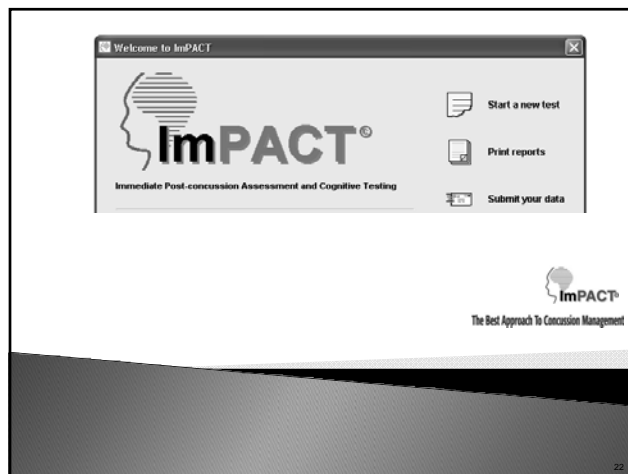 Welcome to ImPACT
ImPACT©
Immediate Post-concussion Assessment and Cognitive Testing
Start a new test
Print reports
Submit your data
ImPACT©
The Best Approach To Concussion Management
22